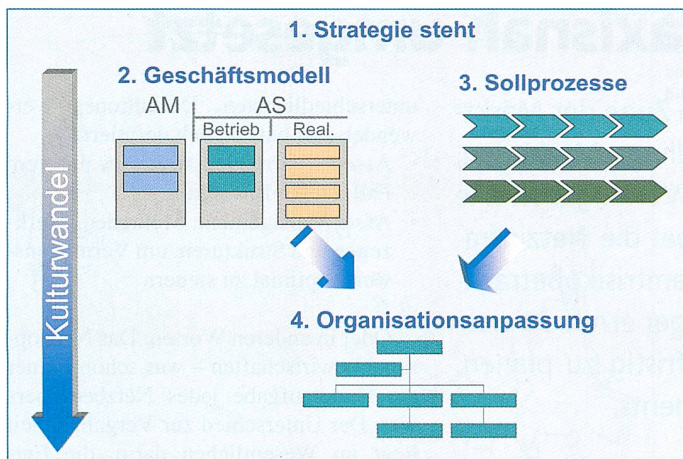 1. Strategie steht
2. Geschäftsmodell
3. Sollprozesse
AM
AS
Betrieb
Real.
Kulturwandel
4. Organisationsanpassung